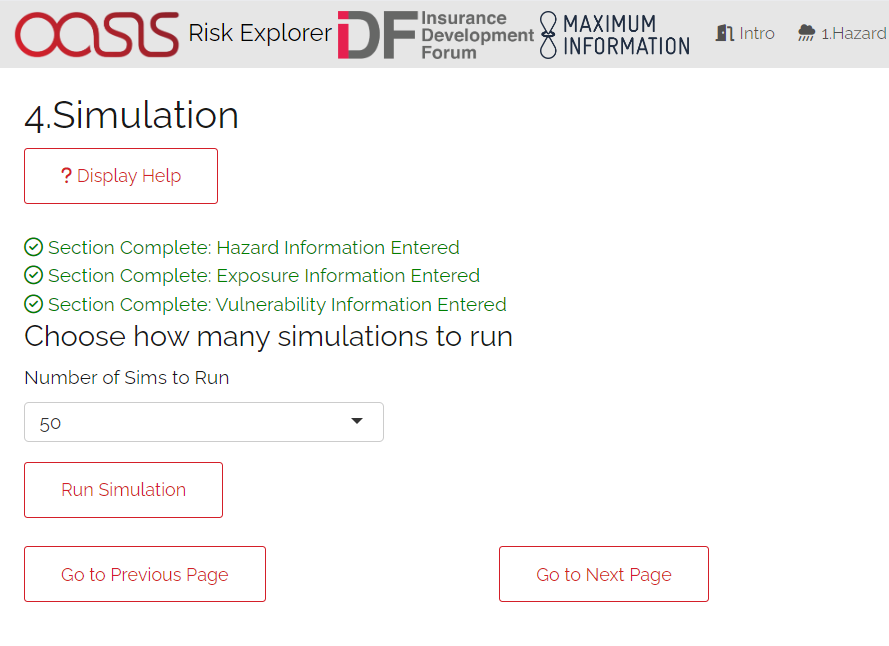 OASIS Risk Explorer IDF Insurance Development Forum MAXIMUM INFORMATION Intro 1.Hazard
4.Simulation
? Display Help
Section Complete: Hazard Information Entered
Section Complete: Exposure Information Entered
Section Complete: Vulnerability Information Entered
Choose how many simulations to run
Number of Sims to Run
50
Run Simulation
Go to Previous Page Go to Next Page